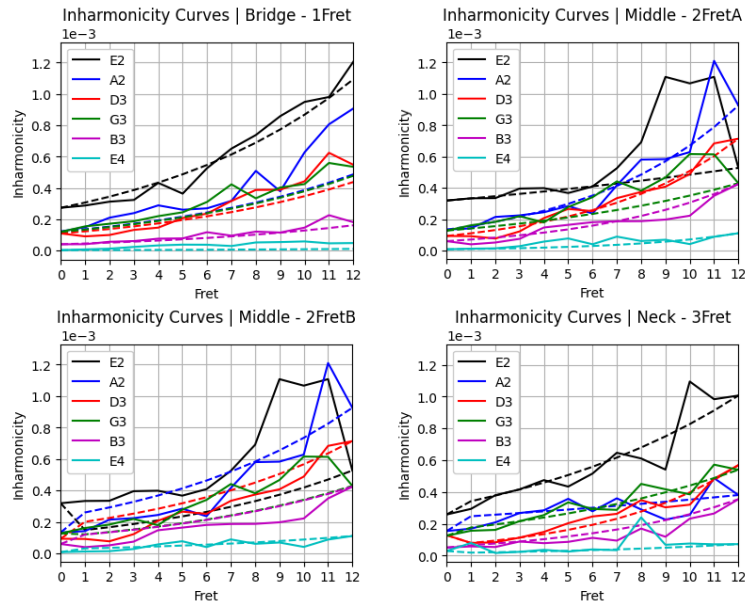 Inharmonicity Curves | Bridge - 1Fret
1e−3
1.2
1.0
0.8
0.6
0.4
0.2
0.0
Inharmonicity
E2
A2
D3
G3
B3
E4
0 1 2 3 4 5 6 7 8 9 10 11 12
Fret
Inharmonicity Curves | Middle - 2FretA
1e−3
1.2
1.0
0.8
0.6
0.4
0.2
0.0
Inharmonicity
E2
A2
D3
G3
B3
E4
0 1 2 3 4 5 6 7 8 9 10 11 12
Fret
Inharmonicity Curves | Middle - 2FretB
1e−3
1.2
1.0
0.8
0.6
0.4
0.2
0.0
Inharmonicity
E2
A2
D3
G3
B3
E4
0 1 2 3 4 5 6 7 8 9 10 11 12
Fret
Inharmonicity Curves | Neck - 3Fret
1e−3
1.2
1.0
0.8
0.6
0.4
0.2
0.0
Inharmonicity
E2
A2
D3
G3
B3
E4
0 1 2 3 4 5 6 7 8 9 10 11 12
Fret